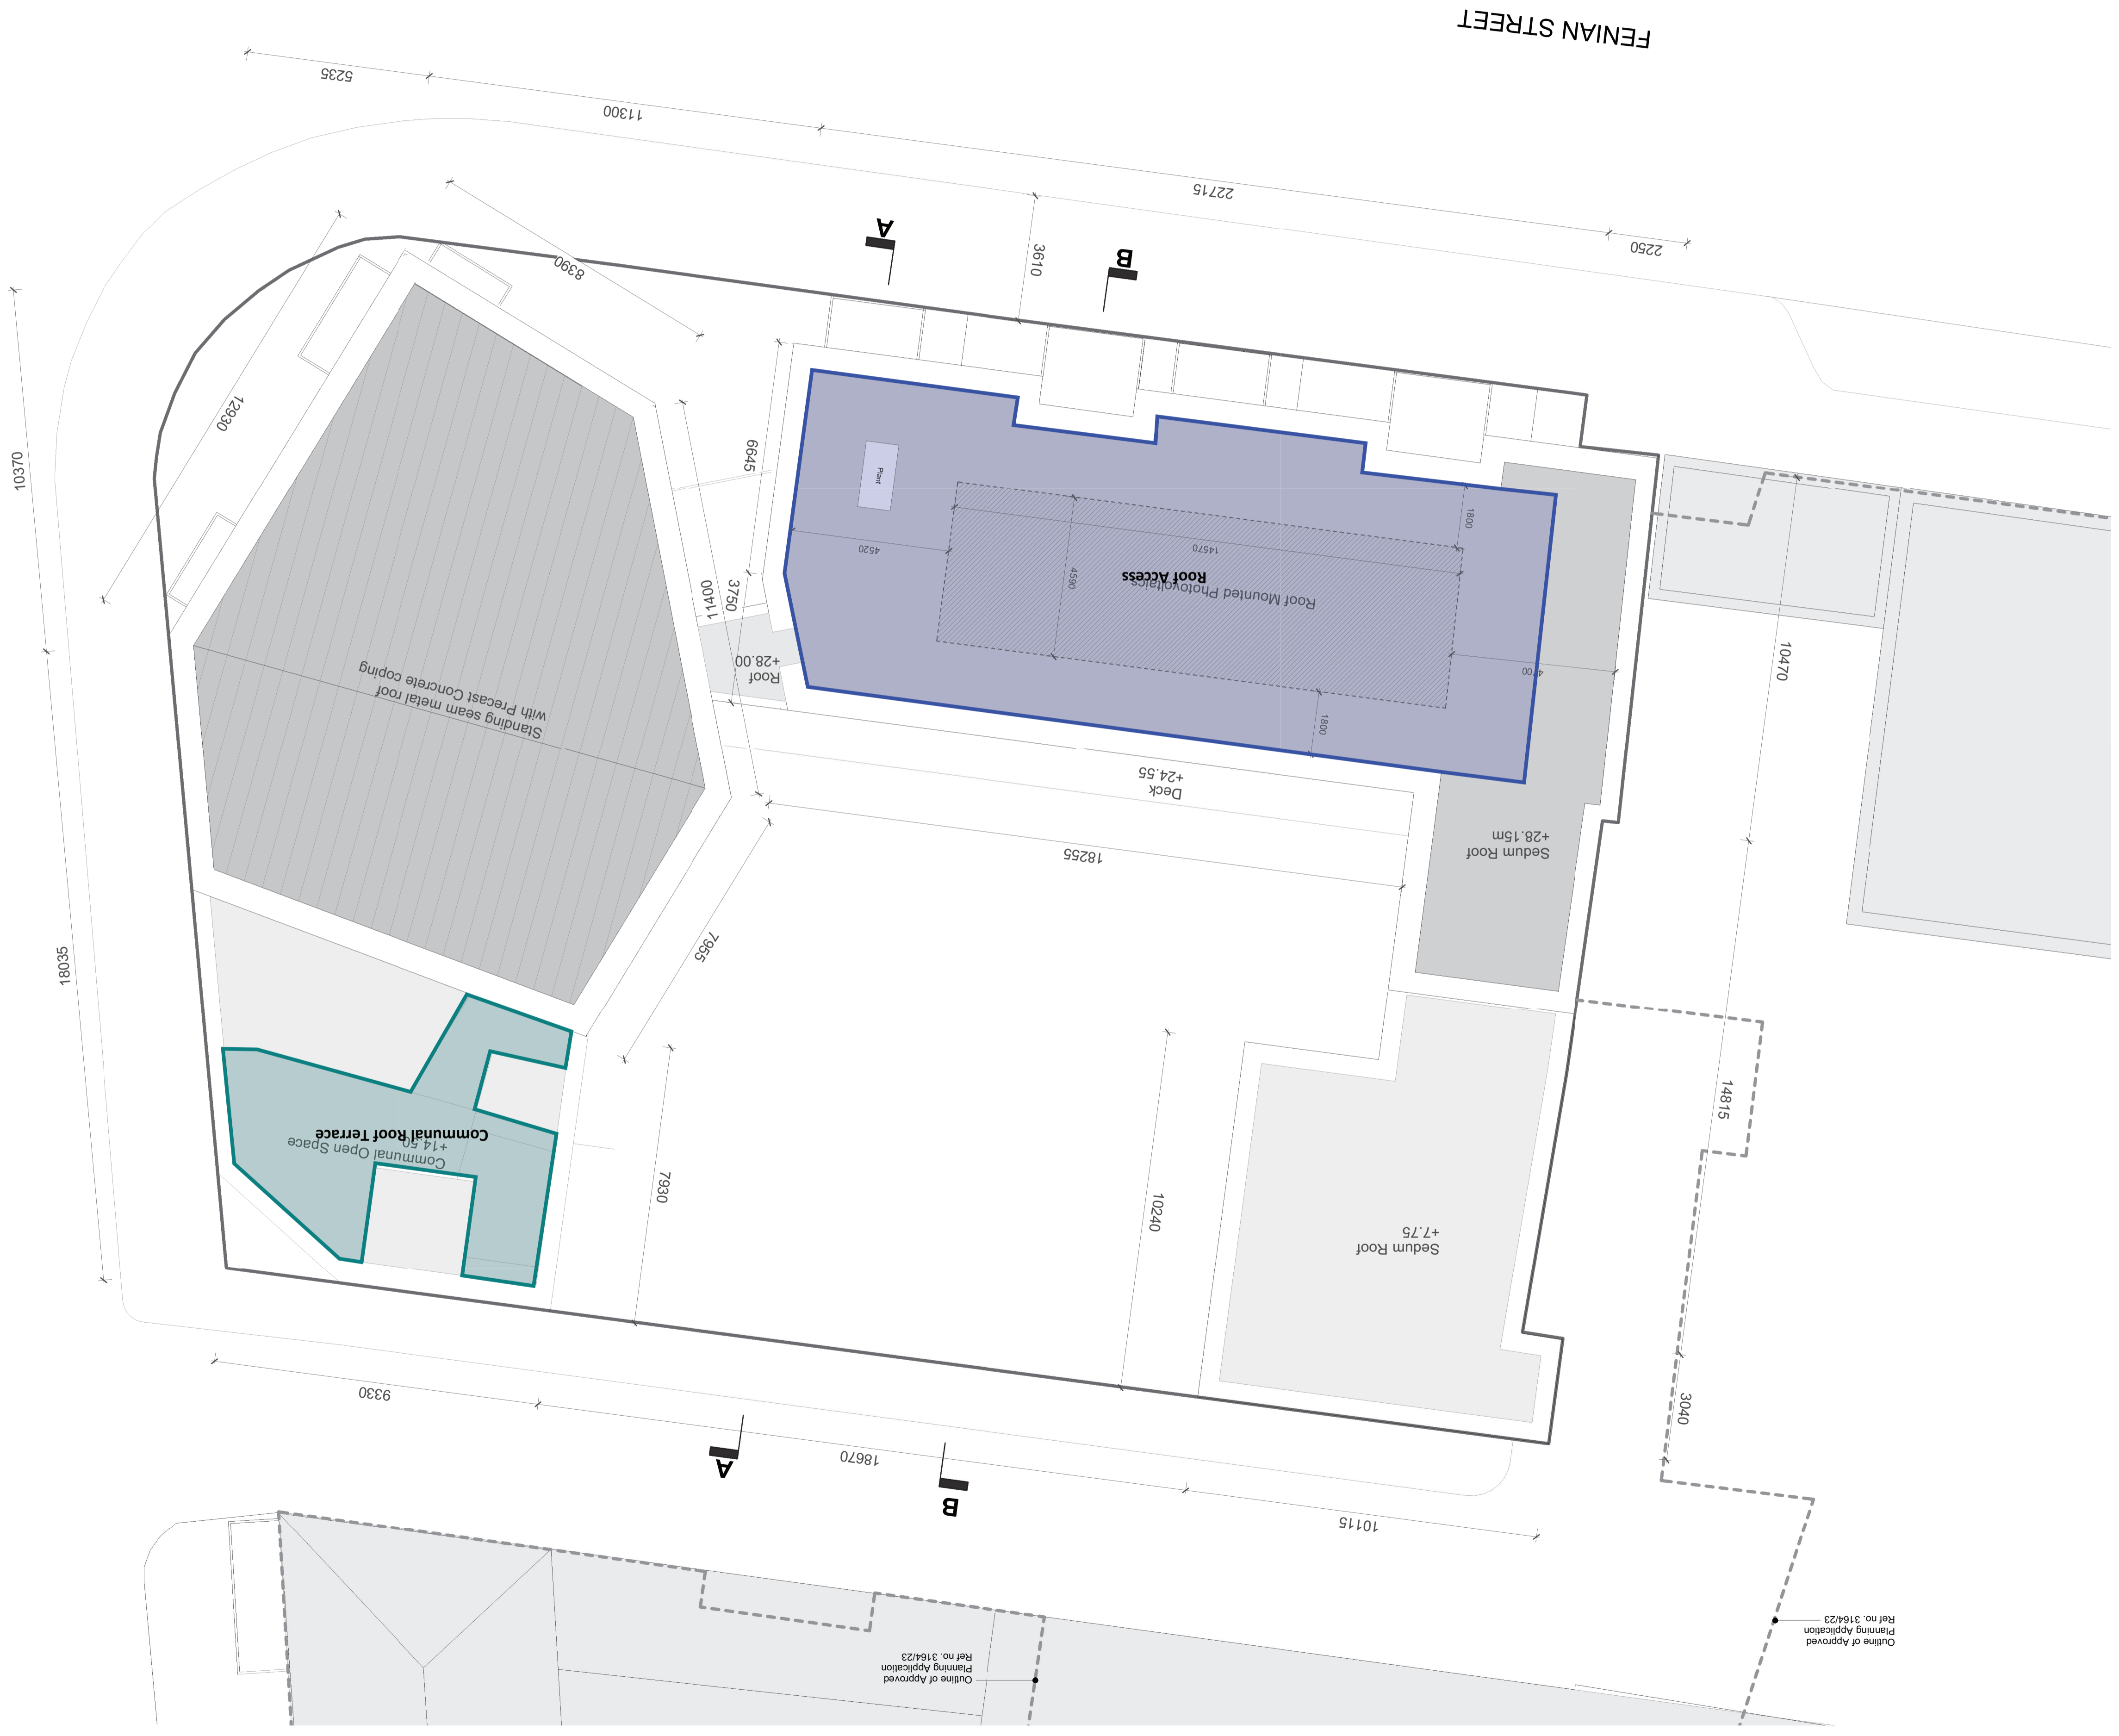 FENIAN STREET
5235
11300
22715
2250
A
B
3610
8390
12930
10370
6645
Plant
1800
4520
14570
4590
Roof Access
Roof Mounted Photovoltaics
11400
3750
Roof
+28.00
4700
1800
10470
Standing seam metal roof
with Precast Concrete coping
Deck
+24.55
Sedum Roof
+28.15m
18255
7955
18035
14815
Communal Roof Terrace
Communal Open Space
+14.50
7930
10240
Sedum Roof
+7.75
3040
9330
A
18670
B
10115
Outline of Approved
Planning Application
Ref no. 3164/23
Outline of Approved
Planning Application
Ref no. 3164/23